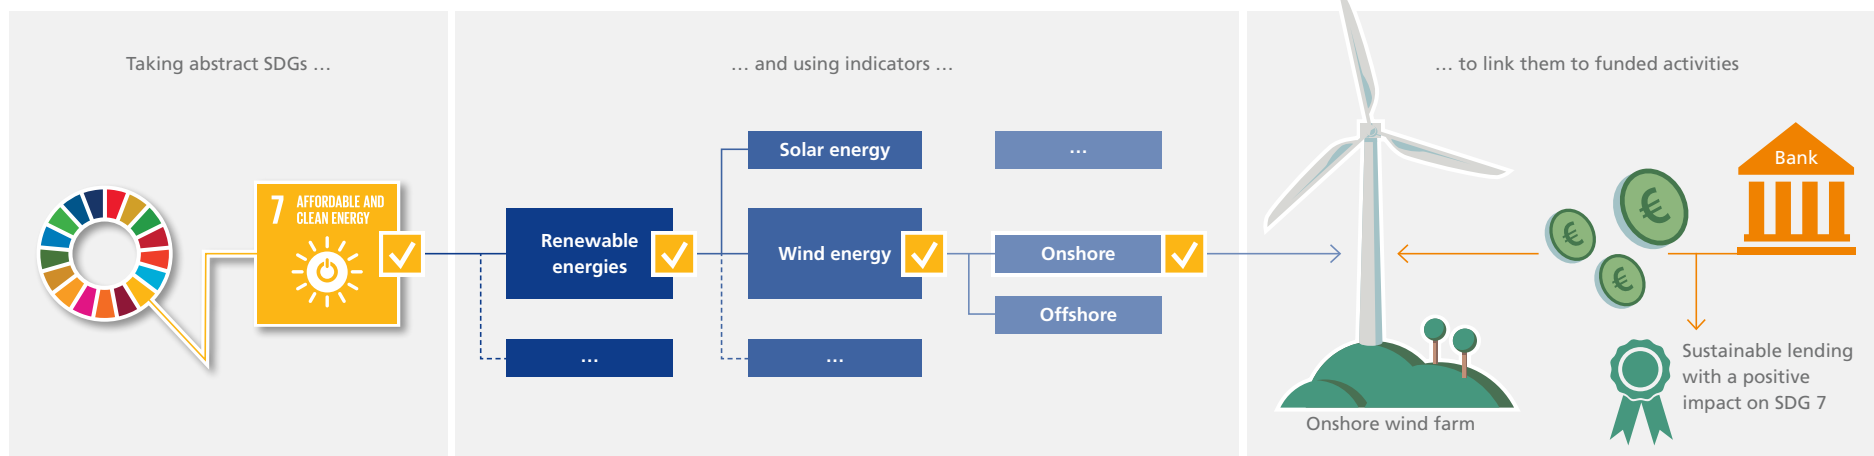 Taking abstract SDGs …
… and using indicators …
… to link them to funded activities
7 AFFORDABLE AND
CLEAN ENERGY
Renewable
energies
…
Solar energy
Wind energy
…
…
Onshore
Offshore
Onshore wind farm
€
€
€
Bank
Sustainable lending
with a positive
impact on SDG 7